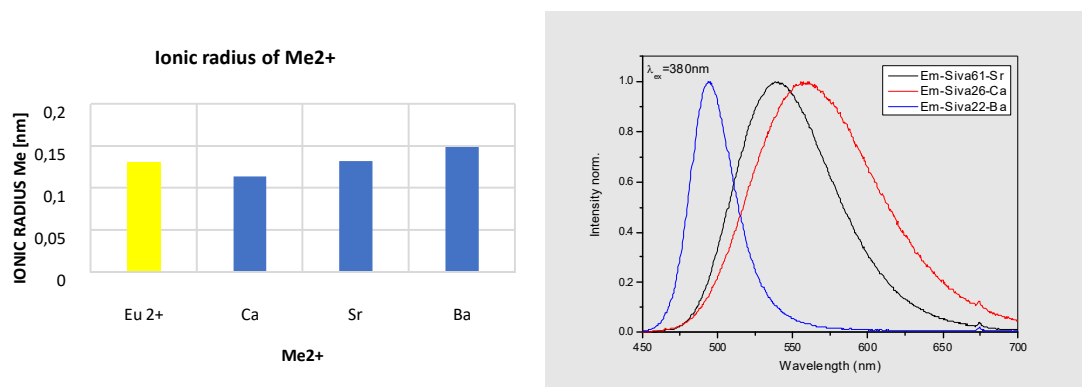 Ionic radius of Me2+
IONIC RADIUS Me [nm]
0,2
0,15
0,1
0,05
0
Eu 2+ Ca Sr Ba
Me2+
λex=380nm
Em-Siva61-Sr
Em-Siva26-Ca
Em-Siva22-Ba
Intensity norm.
1.0
0.8
0.6
0.4
0.2
0.0
450 500 550 600 650 700
Wavelength (nm)